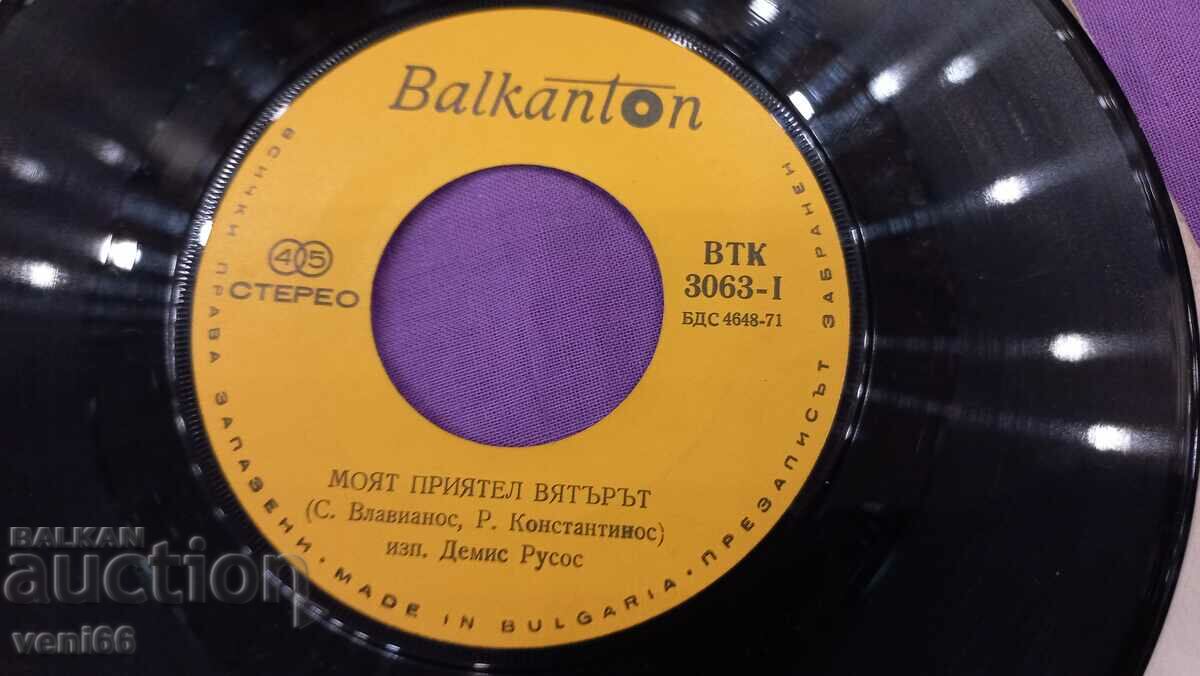 Balkanton
45
СТЕРЕО
ВТК
3063-I
БДС 4648-71
МОЯТ ПРИЯТЕЛ ВЯТЪРЪТ
(С. Влавианос, Р. Константинос)
изп. Демис Русос
ВСИЧКИ ПРАВА ЗАПАЗЕНИ. MADE IN BULGARIA. ПРЕЗАПИСЪТ ЗАБРАНЕН
BALKAN
auction
veni66